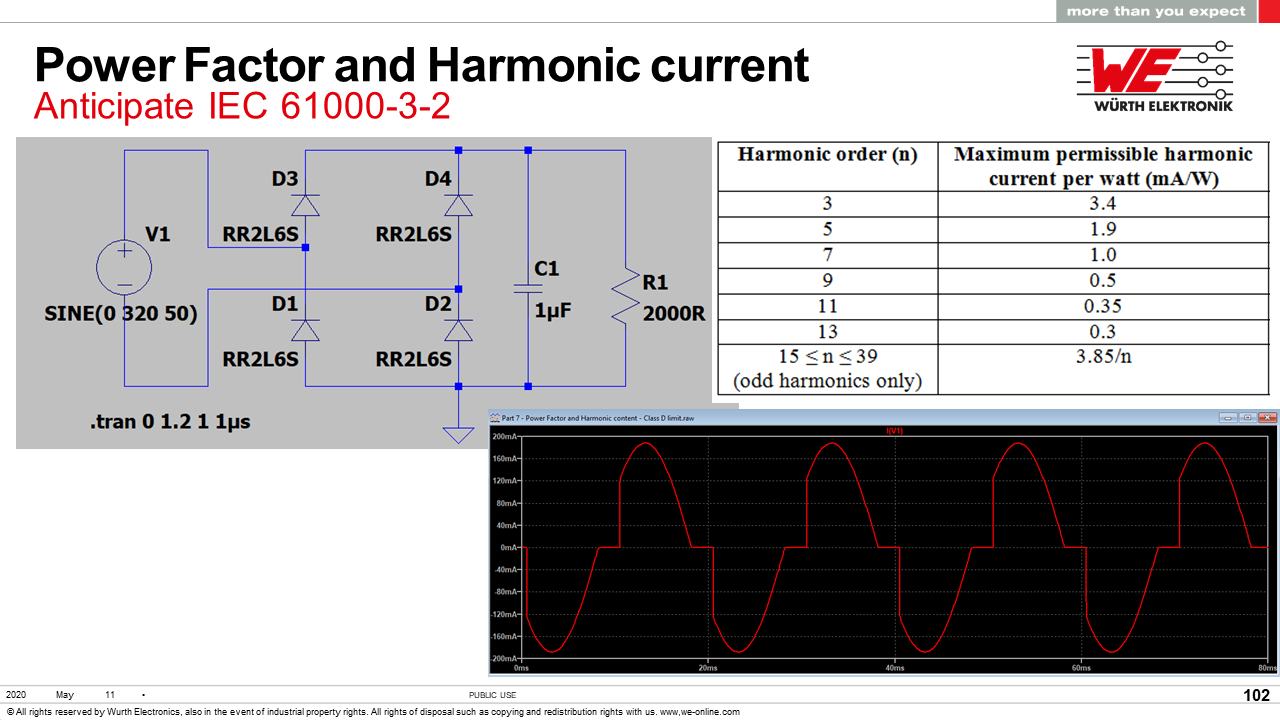 more than you expect
Power Factor and Harmonic current
Anticipate IEC 61000-3-2
WE
WÜRTH ELEKTRONIK
D3
D4
V1
RR2L6S
RR2L6S
C1
R1
SINE(0 320 50)
D1
D2
1µF
2000R
RR2L6S
RR2L6S
.tran 0 1.2 1 1µs
Harmonic order (n)
Maximum permissible harmonic
current per watt (mA/W)
3
3.4
5
1.9
7
1.0
9
0.5
11
0.35
13
0.3
15 ≤ n ≤ 39
(odd harmonics only)
3.85/n
Part 7 - Power Factor and Harmonic content - Class D limit.raw
I(V1)
200mA
160mA
120mA
80mA
40mA
0mA
-40mA
-80mA
-120mA
-160mA
-200mA
0ms
20ms
40ms
60ms
80ms
2020 May 11 •
PUBLIC USE
102
© All rights reserved by Wurth Electronics, also in the event of industrial property rights. All rights of disposal such as copying and redistribution rights with us. www,we-online.com